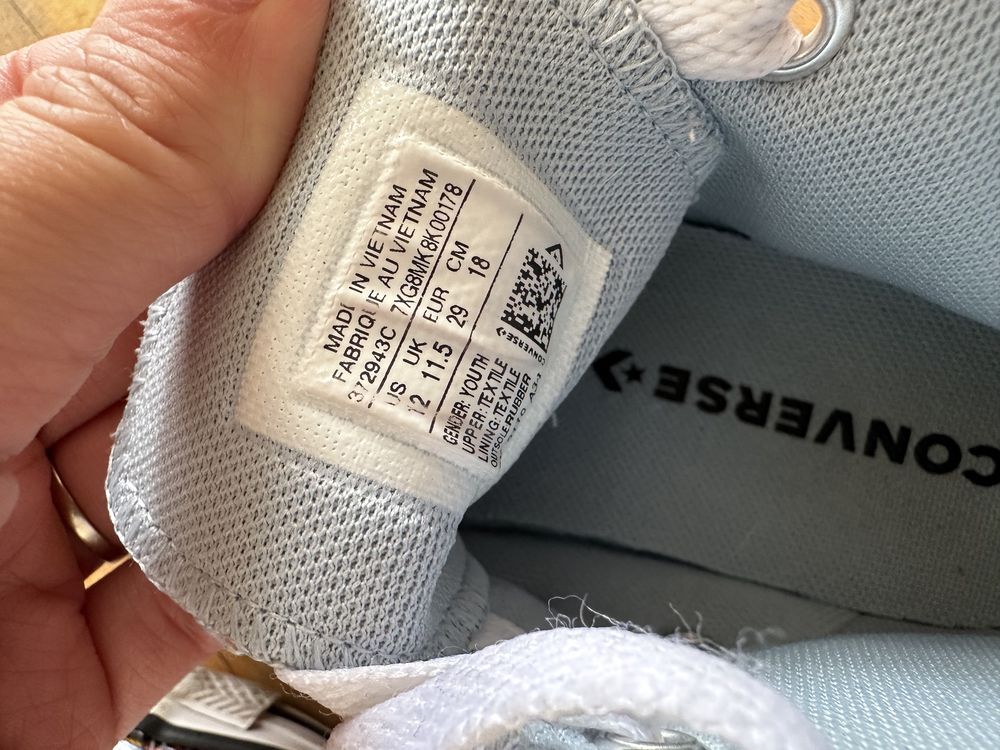 MADE IN VIETNAM
FABRIQUE AU VIETNAM
372943C 7XG8MK8K00178
US UK EUR CM
12 11.5 29 18
GENDER: YOUTH
UPPER: TEXTILE
LINING: TEXTILE
OUTSOLE: RUBBER
CONVERSE
CONVERSE